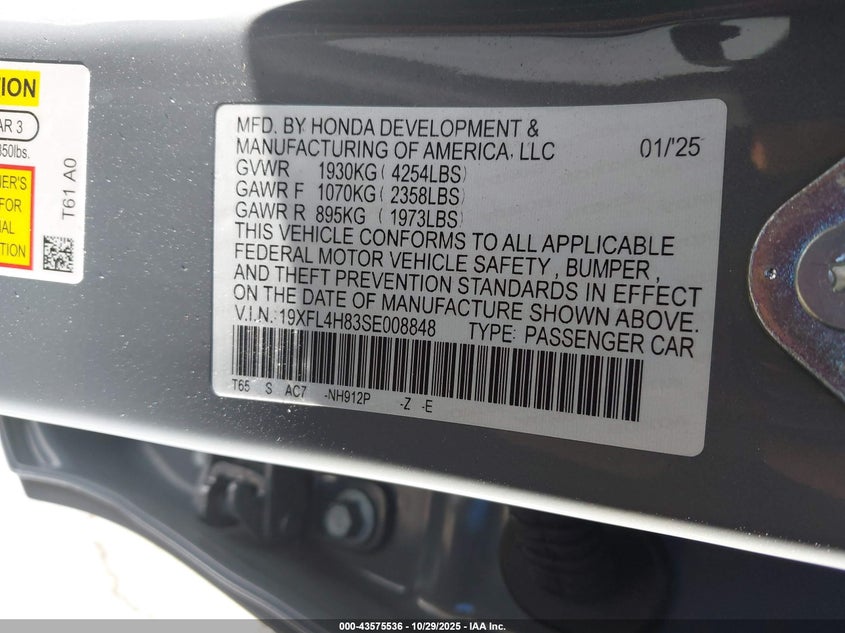 TION
AR 3
350lbs.
NER'S
FOR
NAL
TION
T61 A0
MFD. BY HONDA DEVELOPMENT &
MANUFACTURING OF AMERICA, LLC 01/'25
GVWR 1930KG ( 4254LBS)
GAWR F 1070KG ( 2358LBS)
GAWR R 895KG ( 1973LBS)
THIS VEHICLE CONFORMS TO ALL APPLICABLE
FEDERAL MOTOR VEHICLE SAFETY , BUMPER ,
AND THEFT PREVENTION STANDARDS IN EFFECT
ON THE DATE OF MANUFACTURE SHOWN ABOVE.
V.I.N.: 19XFL4H83SE008848 TYPE: PASSENGER CAR
T65 S AC7 -NH912P -Z -E
000-43575536 - 10/29/2025 - IAA Inc.